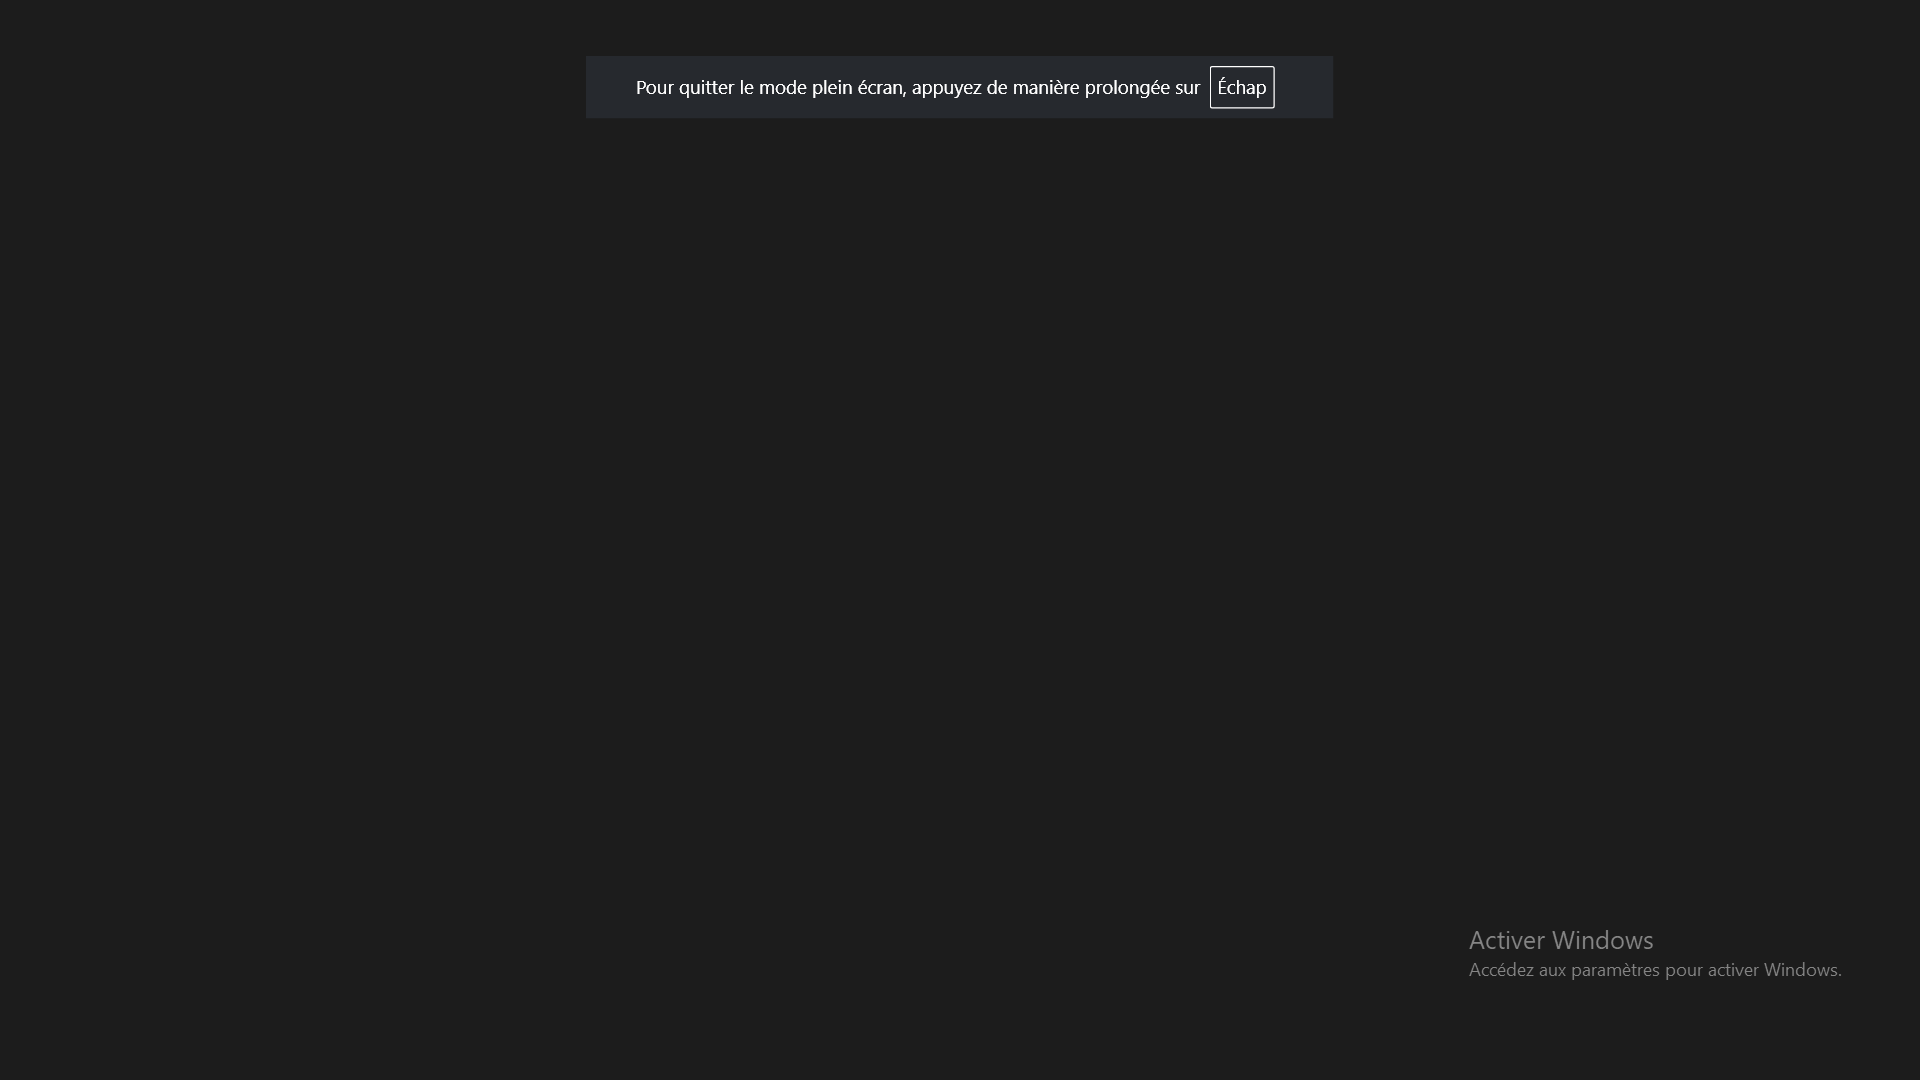 Pour quitter le mode plein écran, appuyez de manière prolongée sur Échap
Activer Windows
Accédez aux paramètres pour activer Windows.